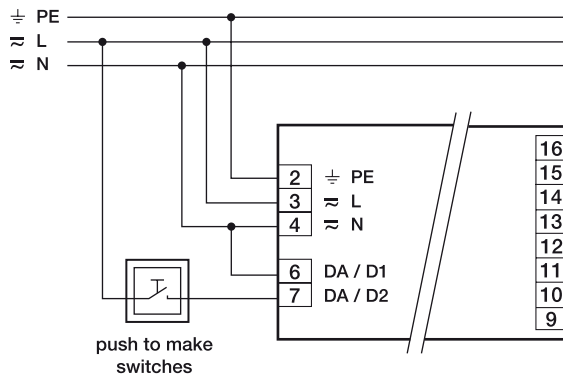 ⏚ PE
≂ L
≂ N
2 ⏚ PE
3 ≂ L
4 ≂ N
6 DA / D1
7 DA / D2
16
15
14
13
12
11
10
9
push to make
switches